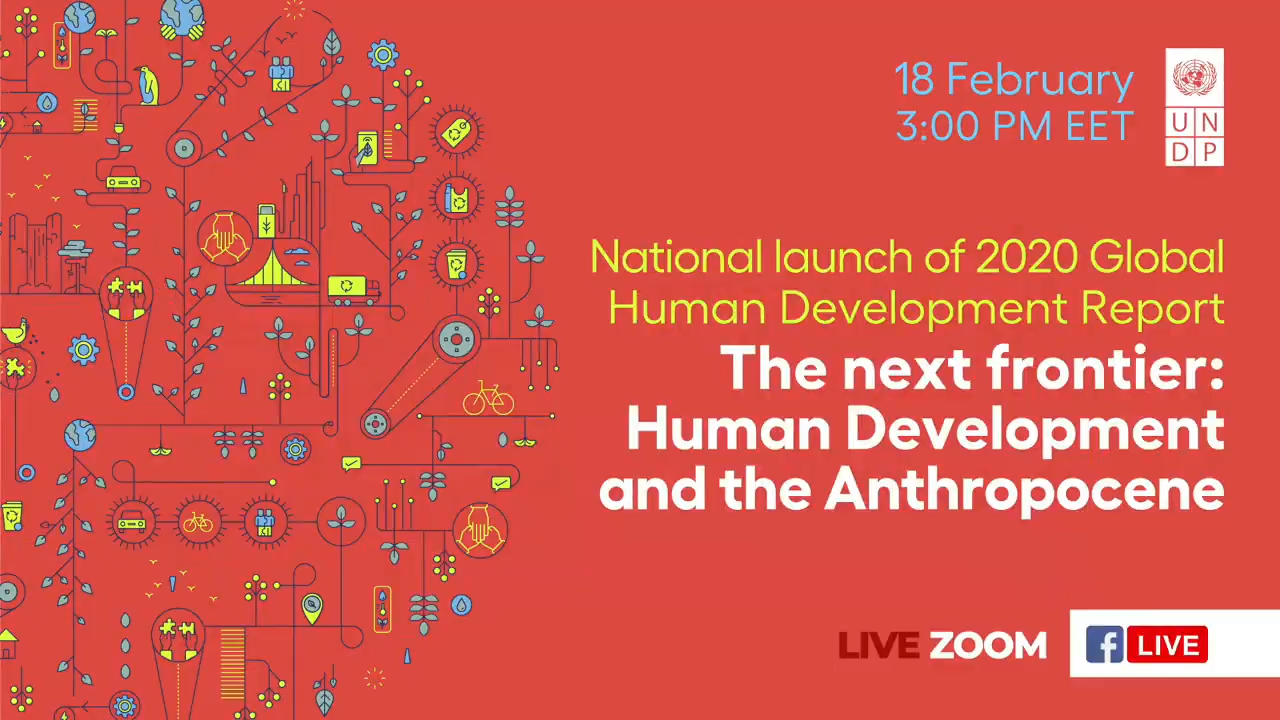 18 February
3:00 PM EET
U N
D P
National launch of 2020 Global
Human Development Report
The next frontier:
Human Development
and the Anthropocene
LIVE ZOOM
f LIVE